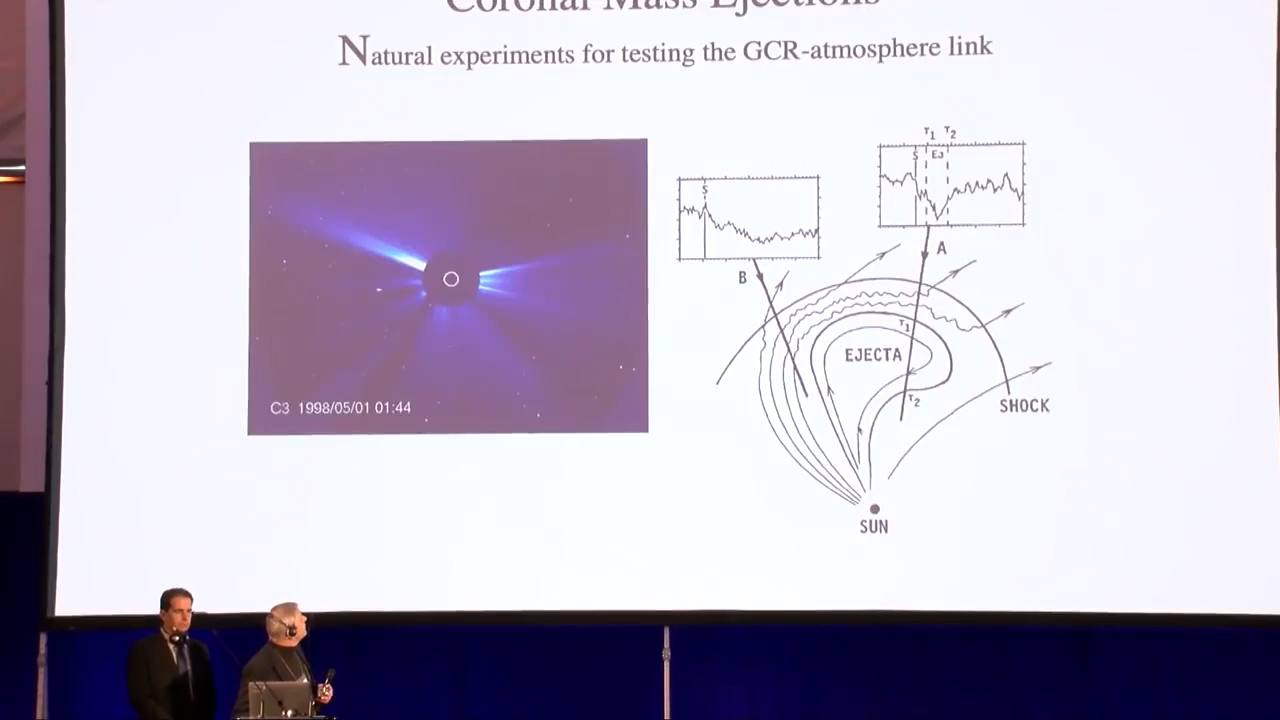 Coronal Mass Ejections
Natural experiments for testing the GCR-atmosphere link
T1 T2
S EJ
S
A
B
T1
EJECTA
T2
SHOCK
C3 1998/05/01 01:44
SUN